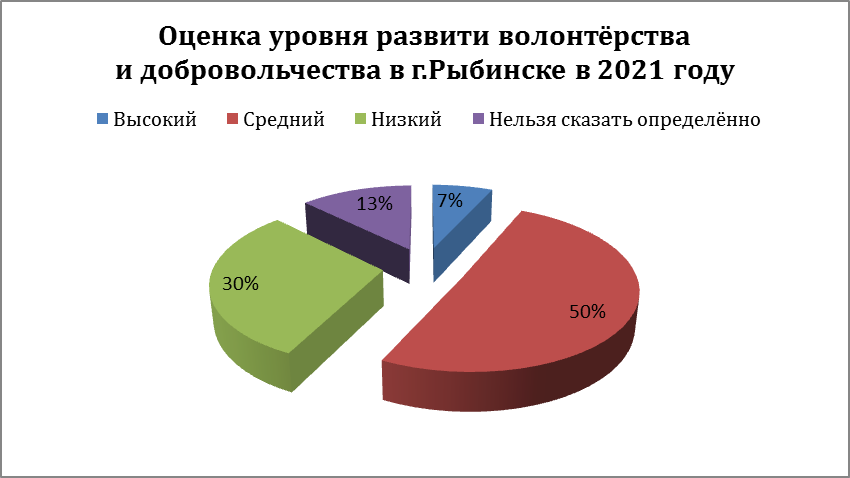 Оценка уровня развити волонтёрства
и добровольчества в г.Рыбинске в 2021 году
Высокий Средний Низкий Нельзя сказать определённо
7%
13%
30%
50%